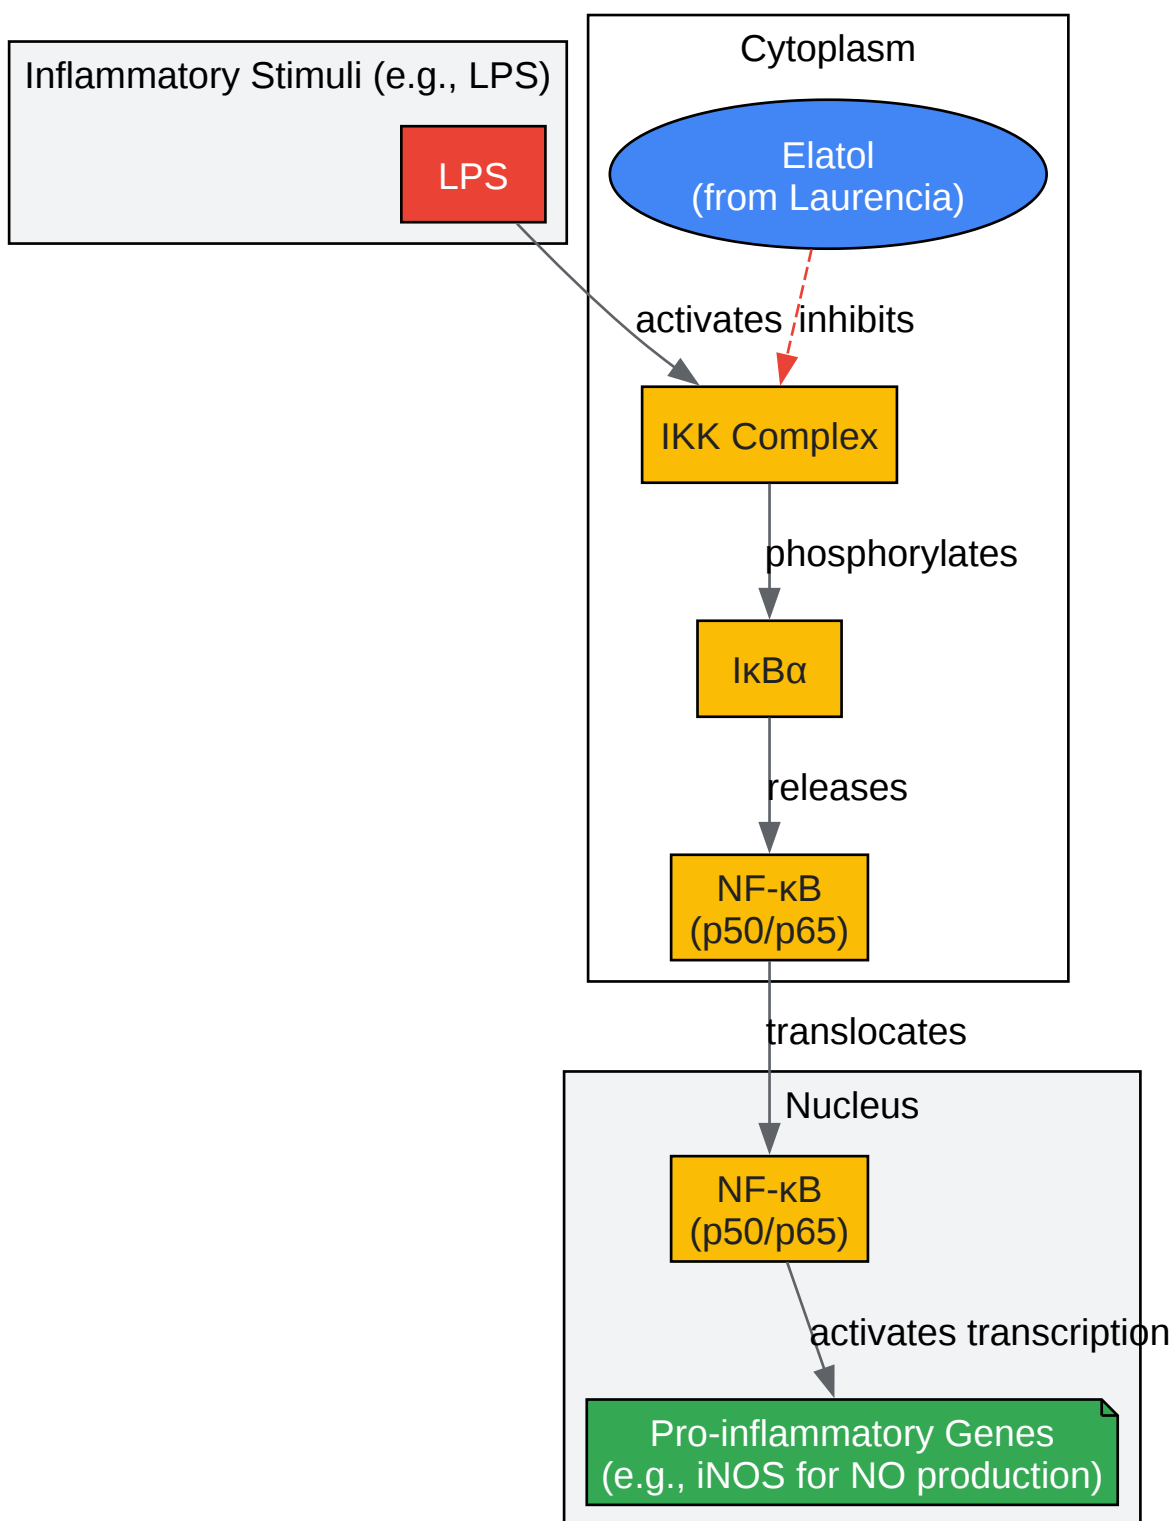 Inflammatory Stimuli (e.g., LPS)
LPS
Cytoplasm
Elatol
(from Laurencia)
activates
inhibits
IKK Complex
phosphorylates
IκBα
releases
NF-κB
(p50/p65)
translocates
Nucleus
NF-κB
(p50/p65)
activates transcription
Pro-inflammatory Genes
(e.g., iNOS for NO production)